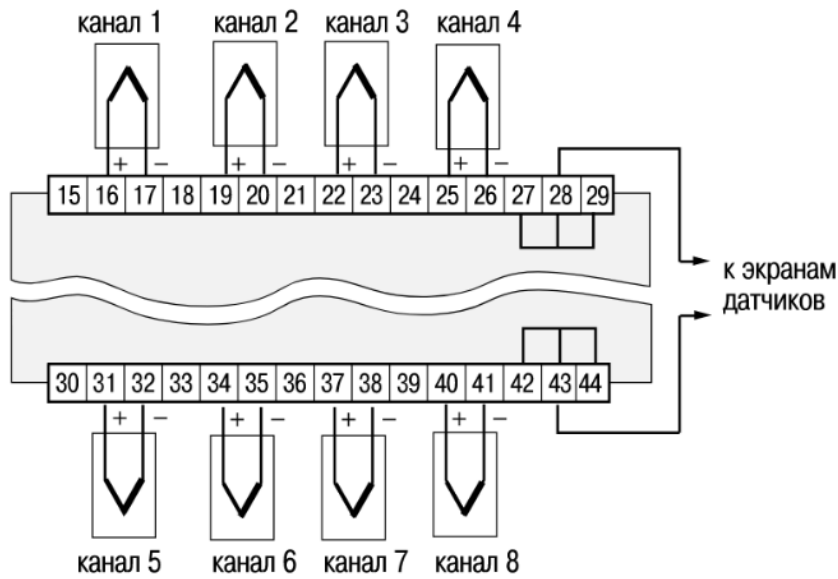 канал 1 канал 2 канал 3 канал 4
+ − + − + − + −
15 16 17 18 19 20 21 22 23 24 25 26 27 28 29
к экранам
датчиков
30 31 32 33 34 35 36 37 38 39 40 41 42 43 44
+ − + − + − + −
канал 5 канал 6 канал 7 канал 8